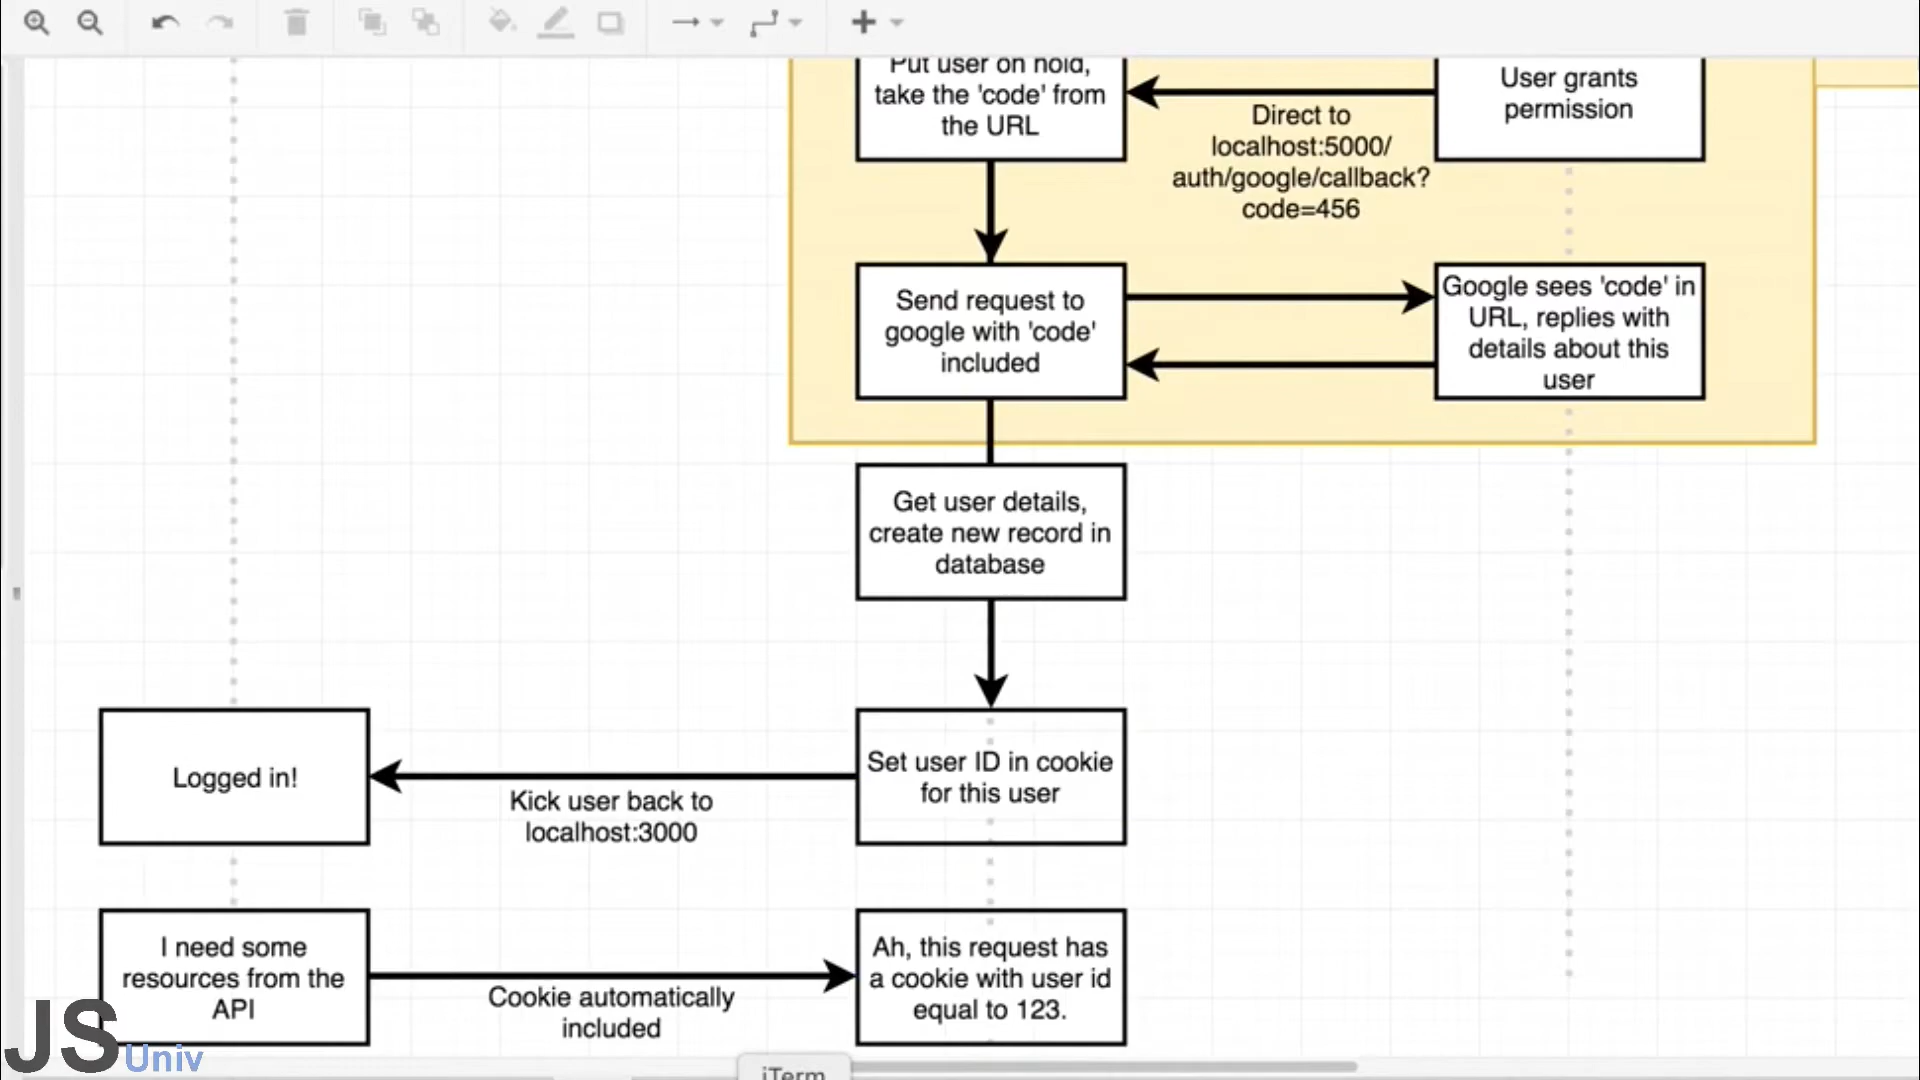 Put user on hold,
take the 'code' from
the URL
User grants
permission
Direct to
localhost:5000/
auth/google/callback?
code=456
Send request to
google with 'code'
included
Google sees 'code' in
URL, replies with
details about this
user
Get user details,
create new record in
database
Logged in!
Kick user back to
localhost:3000
Set user ID in cookie
for this user
I need some
resources from the
API
Cookie automatically
included
Ah, this request has
a cookie with user id
equal to 123.
JS Univ
iTerm